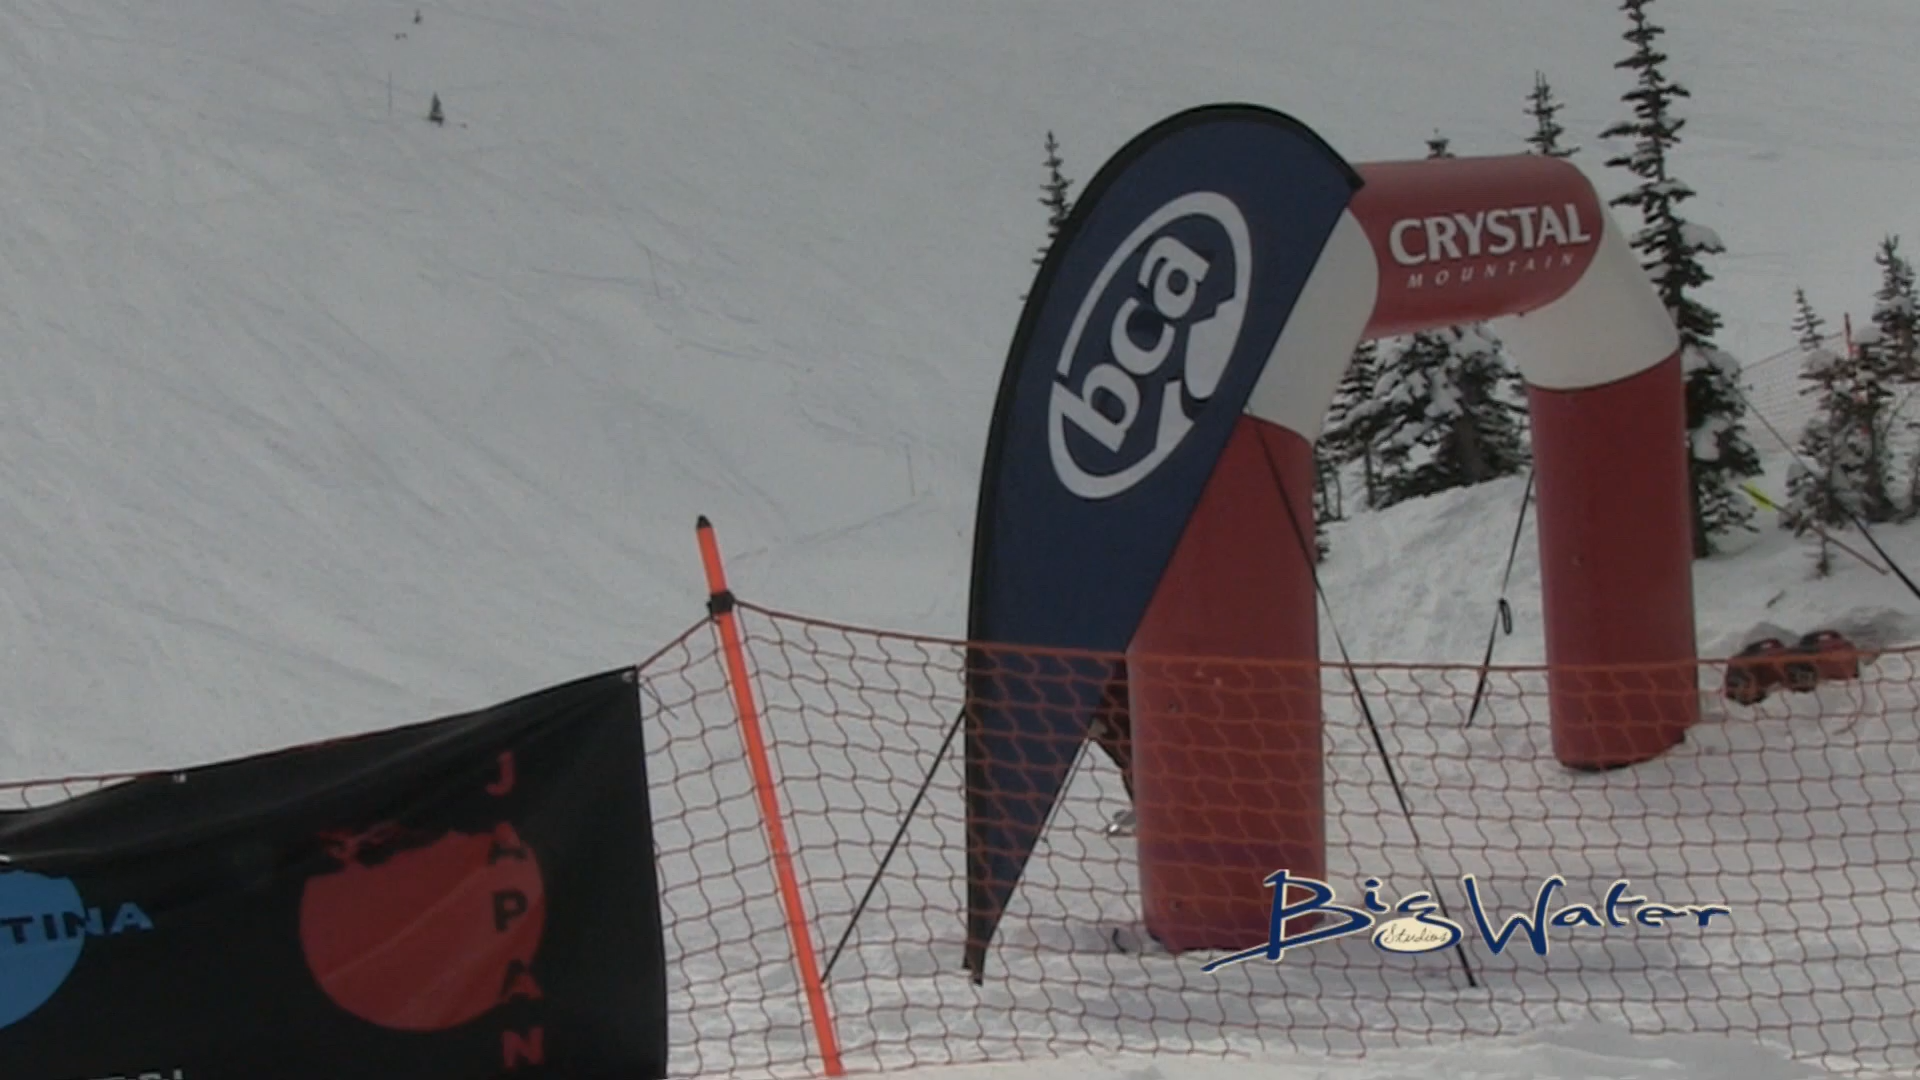 CRYSTAL
MOUNTAIN
bca
JAPAN
TINA
Big Water
Studios